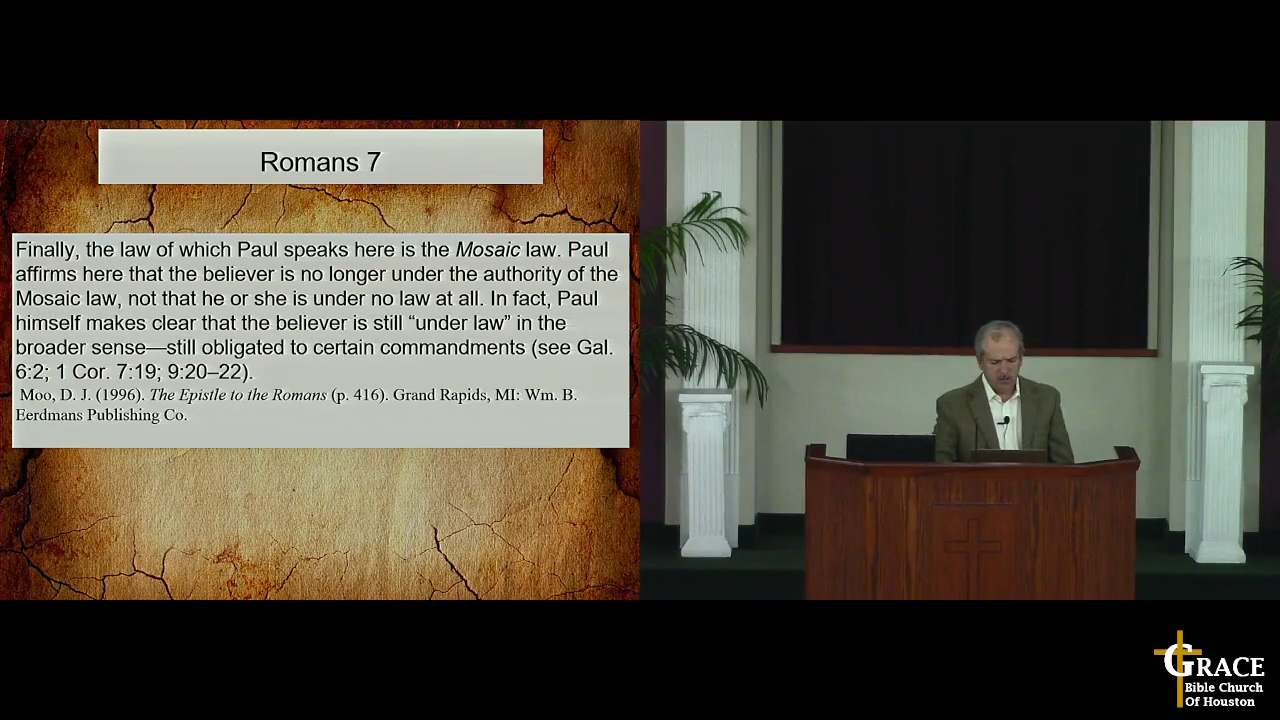 Romans 7
Finally, the law of which Paul speaks here is the Mosaic law. Paul
affirms here that the believer is no longer under the authority of the
Mosaic law, not that he or she is under no law at all. In fact, Paul
himself makes clear that the believer is still “under law” in the
broader sense—still obligated to certain commandments (see Gal.
6:2; 1 Cor. 7:19; 9:20–22).
Moo, D. J. (1996). The Epistle to the Romans (p. 416). Grand Rapids, MI: Wm. B.
Eerdmans Publishing Co.
GRACE
Bible Church
Of Houston